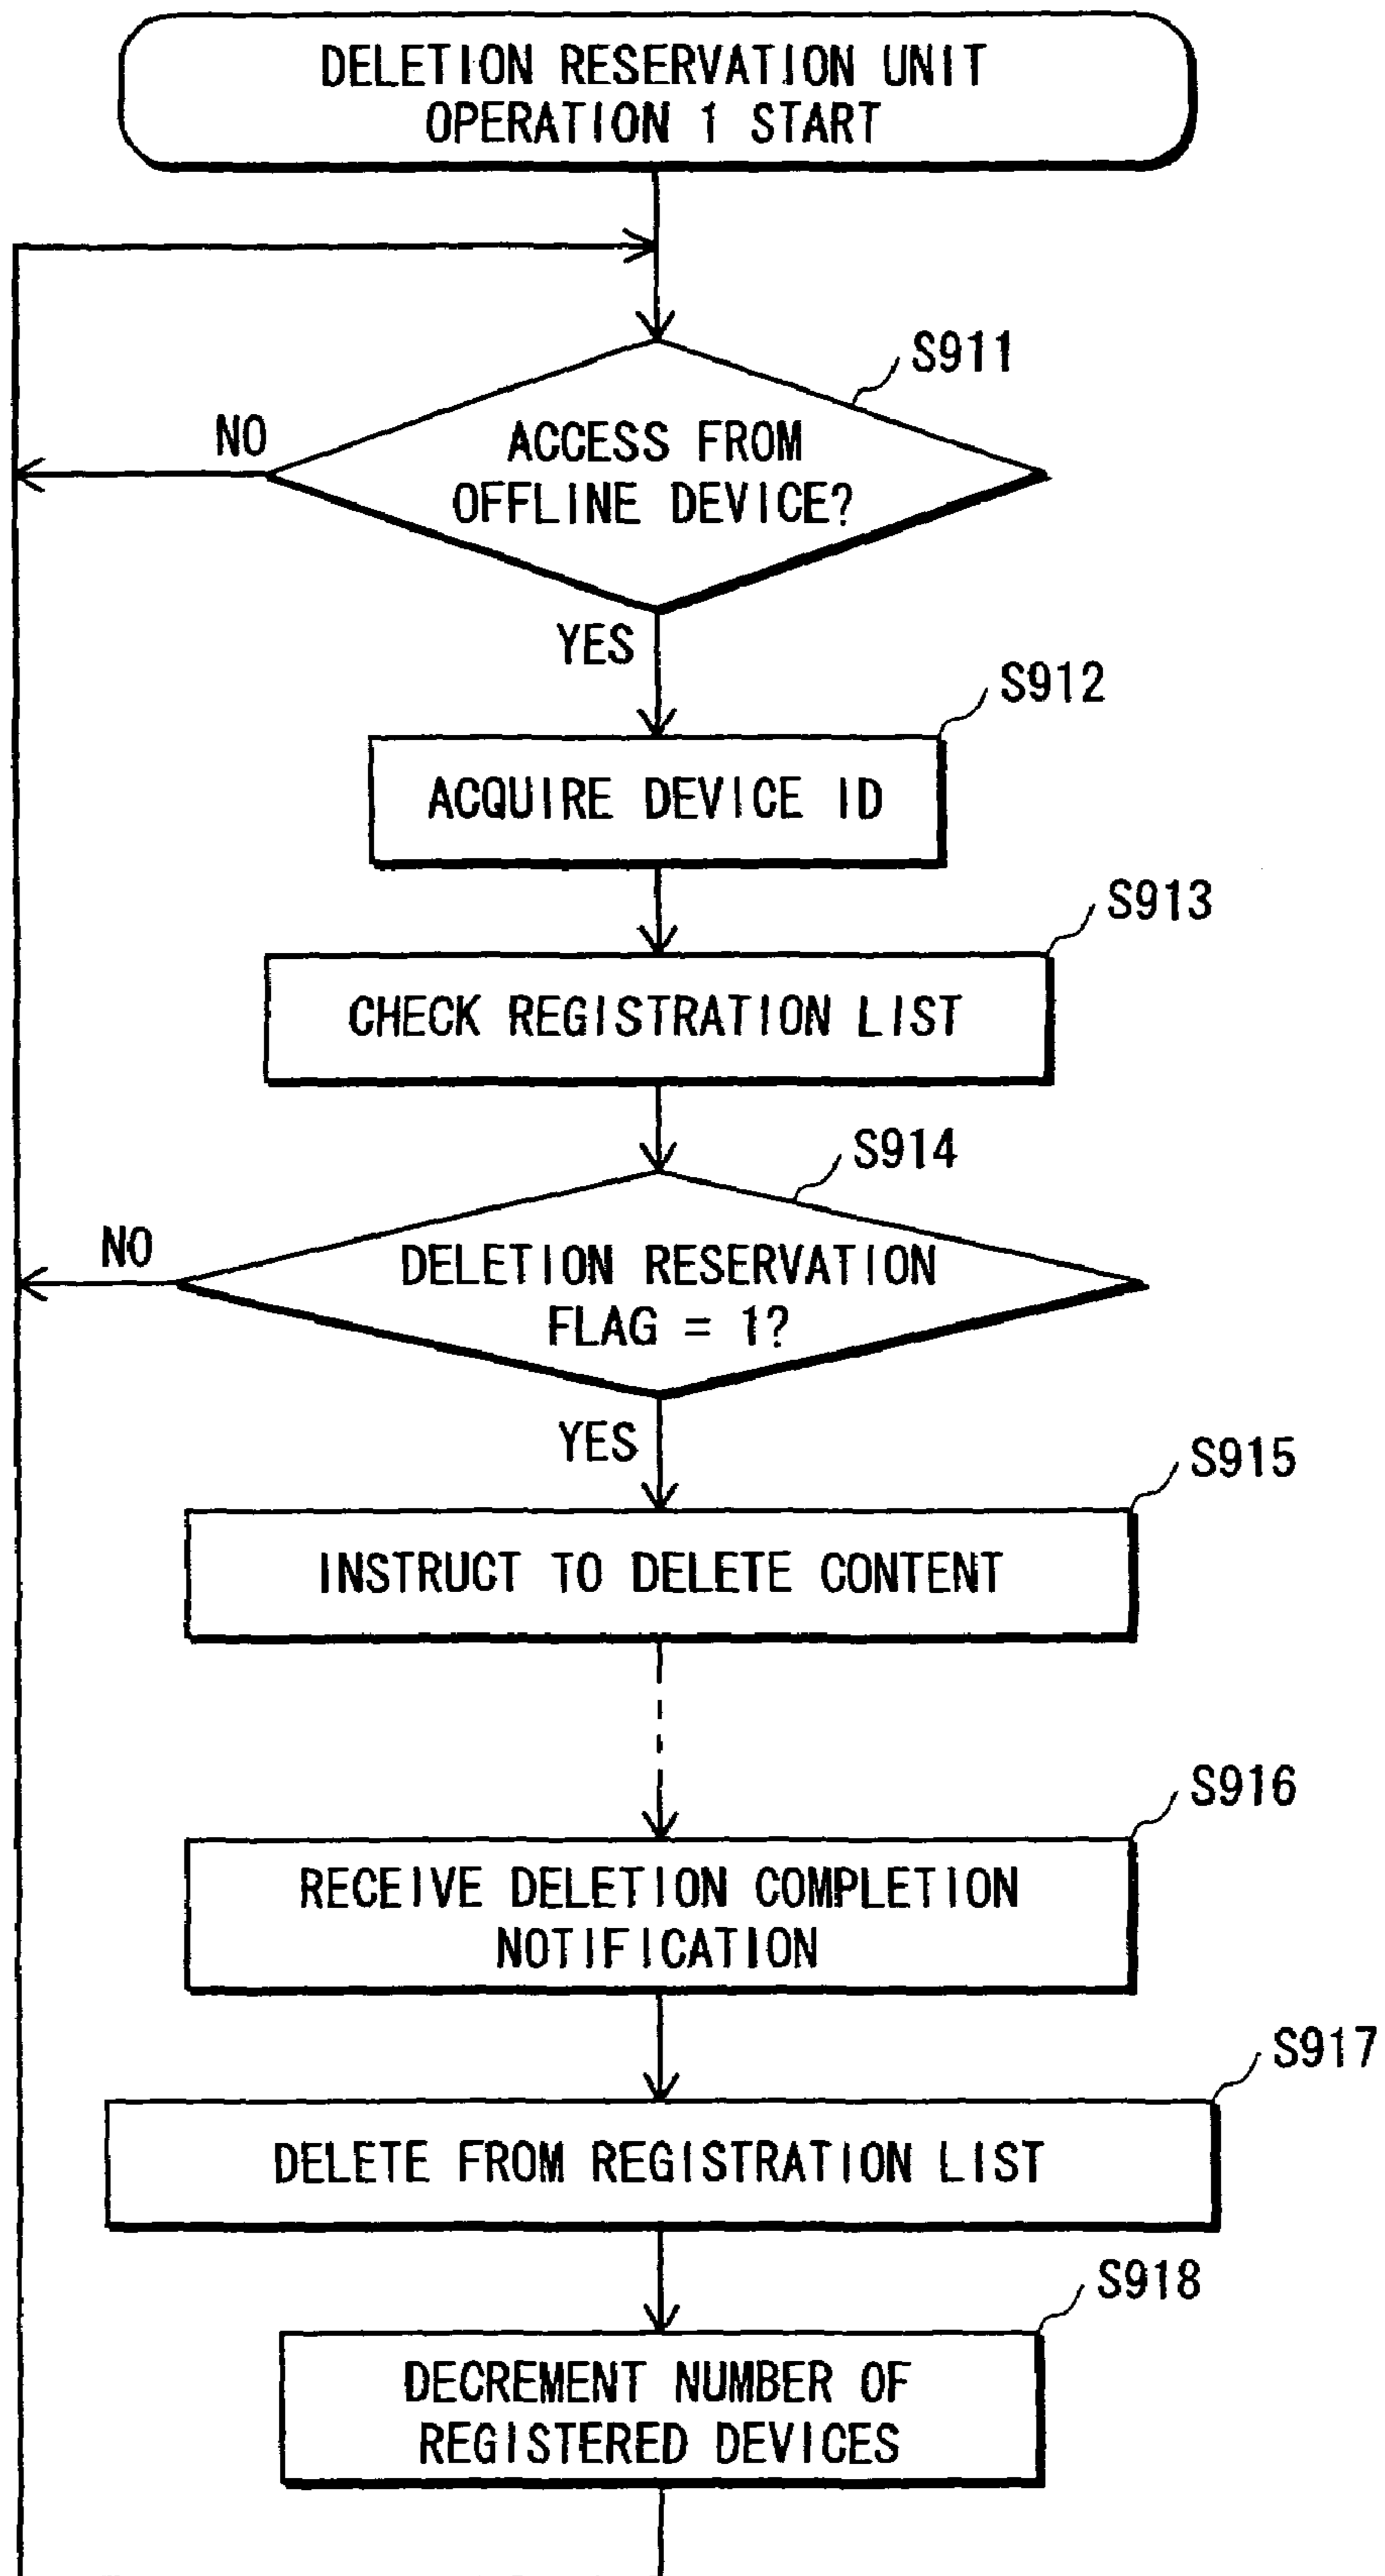 DELETION RESERVATION UNIT
OPERATION 1 START
S911
NO
ACCESS FROM
OFFLINE DEVICE?
YES
S912
ACQUIRE DEVICE ID
S913
CHECK REGISTRATION LIST
S914
NO
DELETION RESERVATION
FLAG = 1?
YES
S915
INSTRUCT TO DELETE CONTENT
S916
RECEIVE DELETION COMPLETION
NOTIFICATION
S917
DELETE FROM REGISTRATION LIST
S918
DECREMENT NUMBER OF
REGISTERED DEVICES